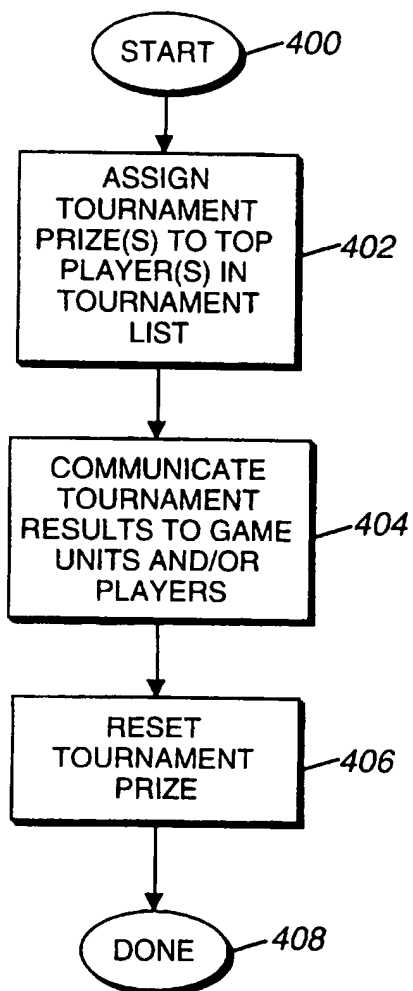 START
400
ASSIGN
TOURNAMENT
PRIZE(S) TO TOP
PLAYER(S) IN
TOURNAMENT
LIST
402
COMMUNICATE
TOURNAMENT
RESULTS TO GAME
UNITS AND/OR
PLAYERS
404
RESET
TOURNAMENT
PRIZE
406
DONE
408